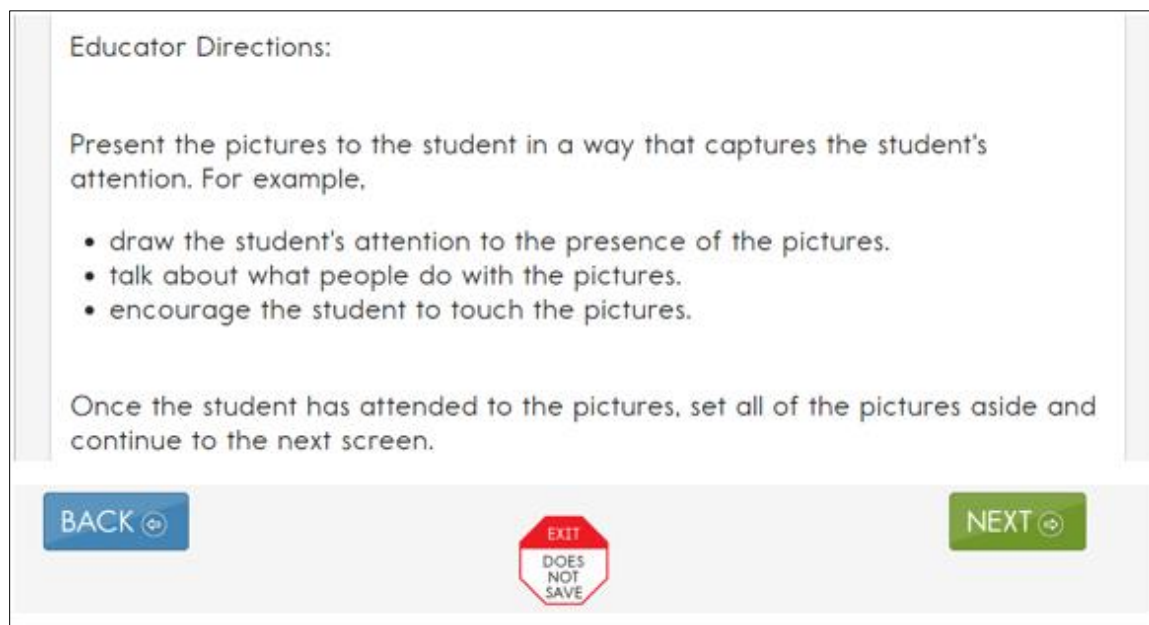 Educator Directions:
Present the pictures to the student in a way that captures the student's
attention. For example,
• draw the student's attention to the presence of the pictures.
• talk about what people do with the pictures.
• encourage the student to touch the pictures.
Once the student has attended to the pictures, set all of the pictures aside and
continue to the next screen.
BACK
EXIT
DOES
NOT
SAVE
NEXT